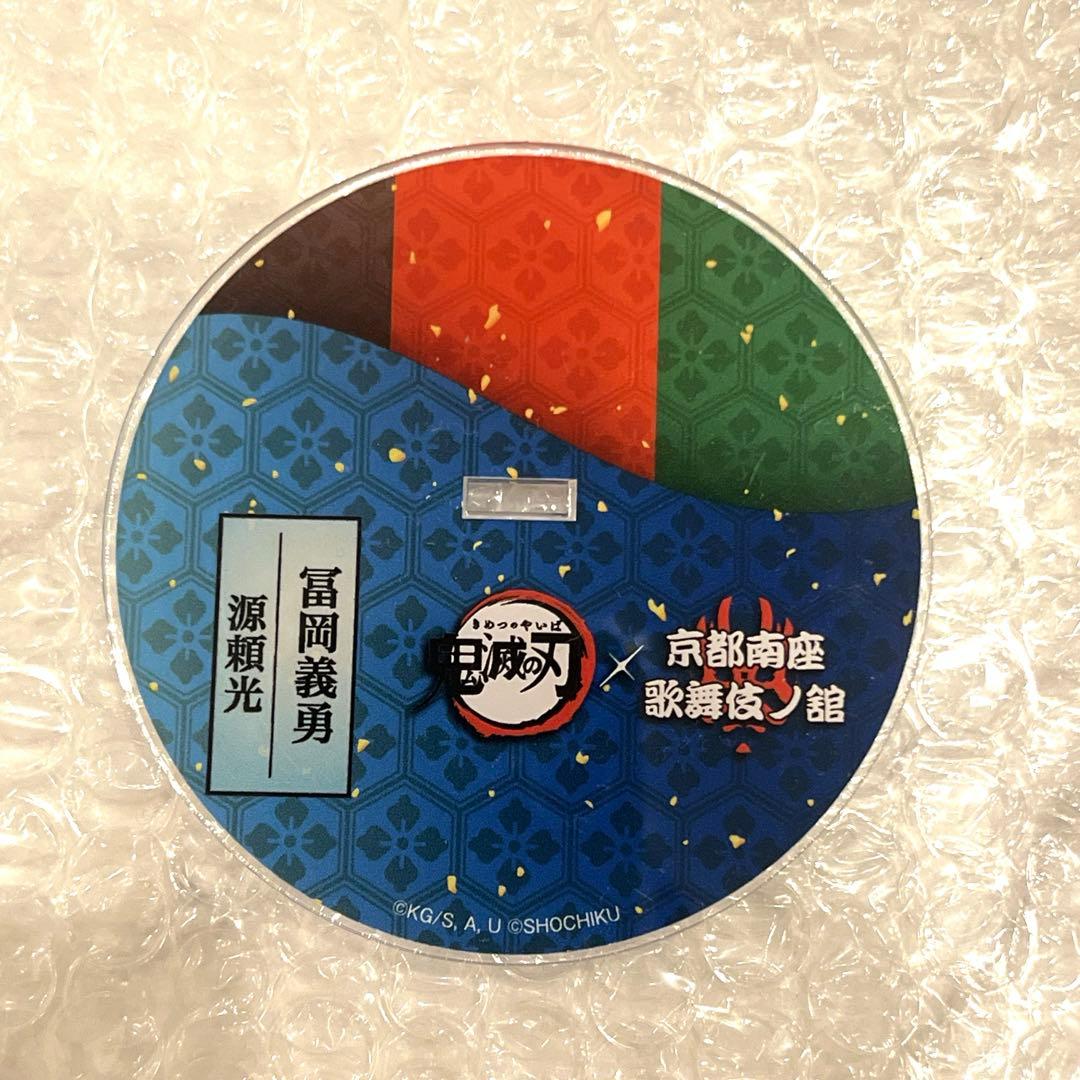 冨岡義勇
源頼光
きめつのやいば
鬼滅の刃
×
京都南座
歌舞伎ノ舘
©KG/S, A, U ©SHOCHIKU